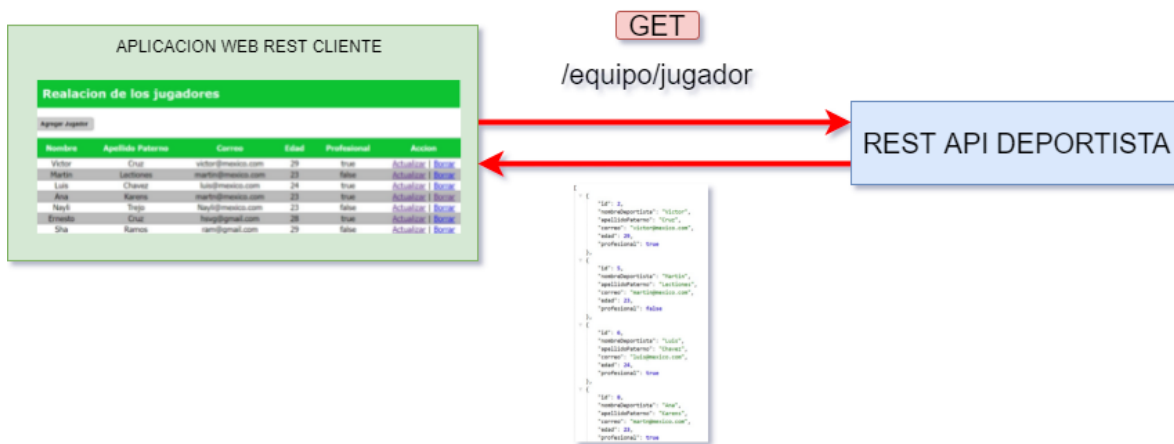 APLICACION WEB REST CLIENTE
Realacion de los jugadores
Agregar Jugador
Nombre Apellido Paterno Correo Edad Profesional Accion
Victor Cruz victor@mexico.com 29 true Actualizar | Borrar
Martin Lectiones martin@mexico.com 23 false Actualizar | Borrar
Luis Chavez luis@mexico.com 24 true Actualizar | Borrar
Ana Karens martn@mexico.com 23 true Actualizar | Borrar
Nayli Trejo Nayli@mexico.com 23 false Actualizar | Borrar
Ernesto Cruz @gmail.com 28 true Actualizar | Borrar
Sha Ramos ram@gmail.com 29 false Actualizar | Borrar
GET
/equipo/jugador
REST API DEPORTISTA
[
{
"id": 2,
"nombreDeportista": "Victor",
"apellidoPaterno": "Cruz",
"correo": "victor@mexico.com",
"edad": 29,
"profesional": true
},
{
"id": 5,
"nombreDeportista": "Martin",
"apellidoPaterno": "Lectiones",
"correo": "martin@mexico.com",
"edad": 23,
"profesional": false
},
{
"id": 6,
"nombreDeportista": "Luis",
"apellidoPaterno": "Chavez",
"correo": "luis@mexico.com",
"edad": 24,
"profesional": true
},
{
"id": 8,
"nombreDeportista": "Ana",
"apellidoPaterno": "Karens",
"correo": "martn@mexico.com",
"edad": 23,
"profesional": true